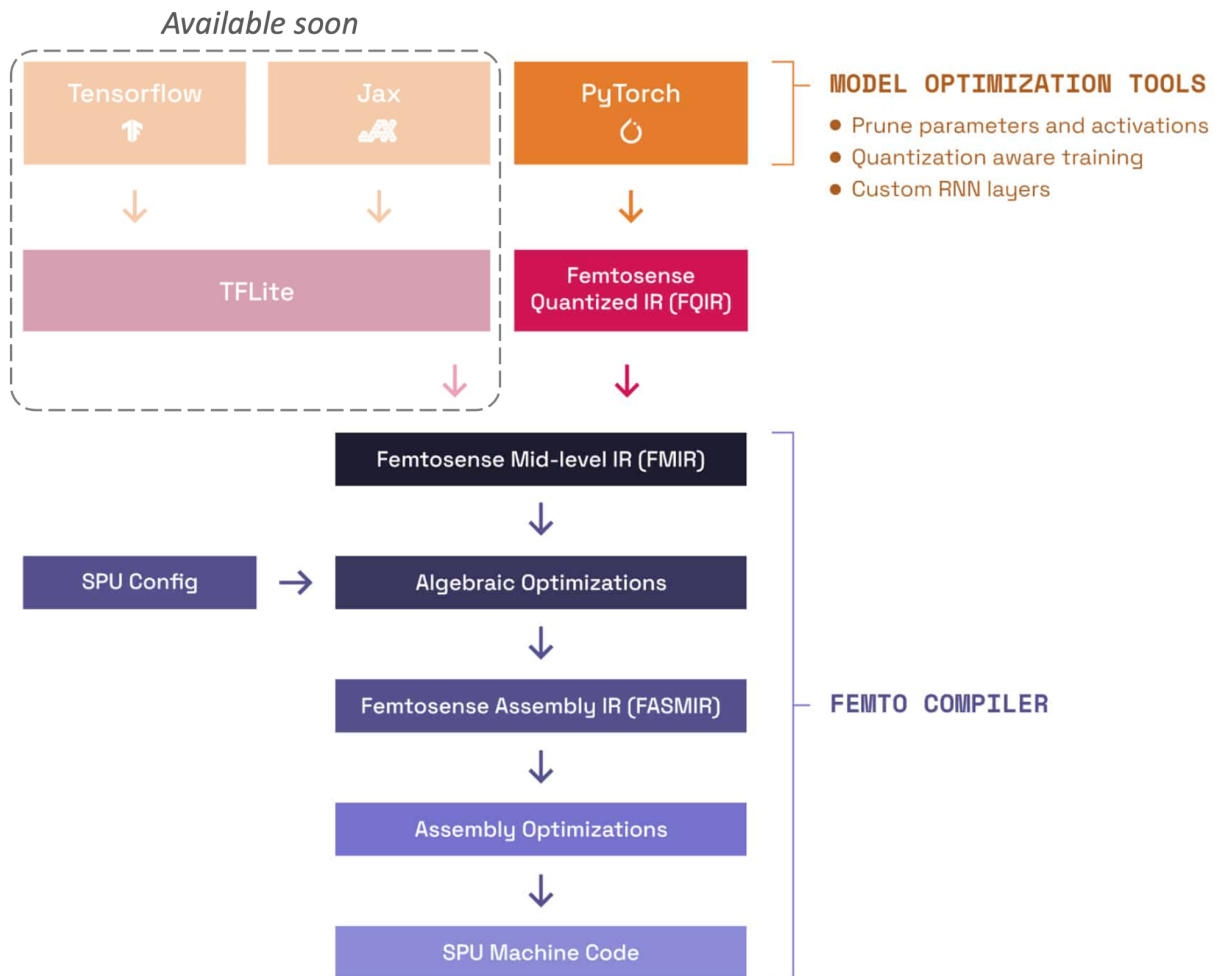 Available soon
Tensorflow
Jax
PyTorch
MODEL OPTIMIZATION TOOLS
● Prune parameters and activations
● Quantization aware training
● Custom RNN layers
TFLite
Femtosense
Quantized IR (FQIR)
Femtosense Mid-level IR (FMIR)
SPU Config
Algebraic Optimizations
Femtosense Assembly IR (FASMIR)
FEMTO COMPILER
Assembly Optimizations
SPU Machine Code